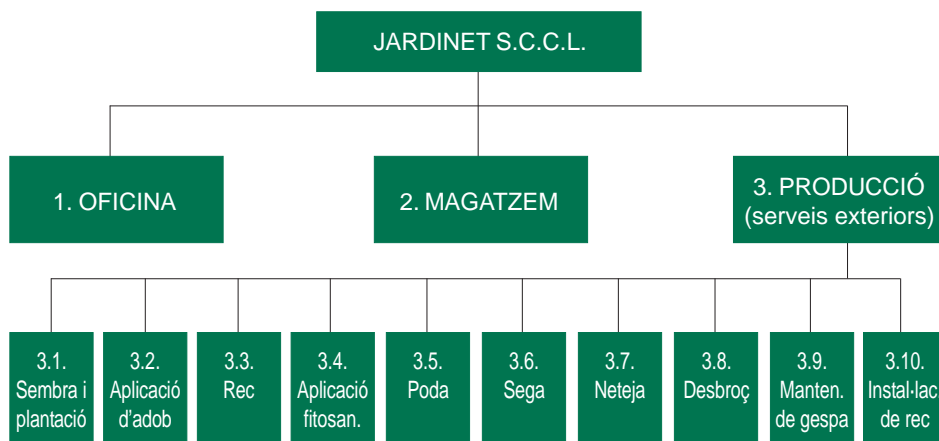 JARDINET S.C.C.L.
1. OFICINA
2. MAGATZEM
3. PRODUCCIÓ
(serveis exteriors)
3.1.
Sembra i
plantació
3.2.
Aplicació
d'adob
3.3.
Rec
3.4.
Aplicació
fitosan.
3.5.
Poda
3.6.
Sega
3.7.
Neteja
3.8.
Desbroç
3.9.
Manten.
de gespa
3.10.
Instal·lac.
de rec